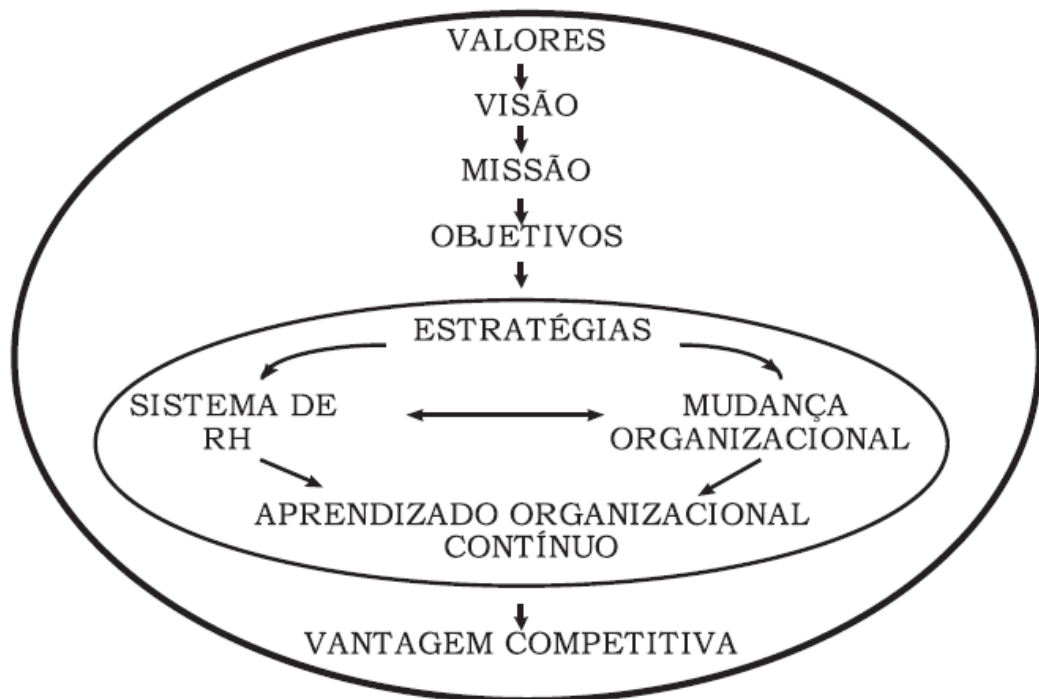 VALORES
VISÃO
MISSÃO
OBJETIVOS
ESTRATÉGIAS
SISTEMA DE
RH
MUDANÇA
ORGANIZACIONAL
APRENDIZADO ORGANIZACIONAL
CONTÍNUO
VANTAGEM COMPETITIVA